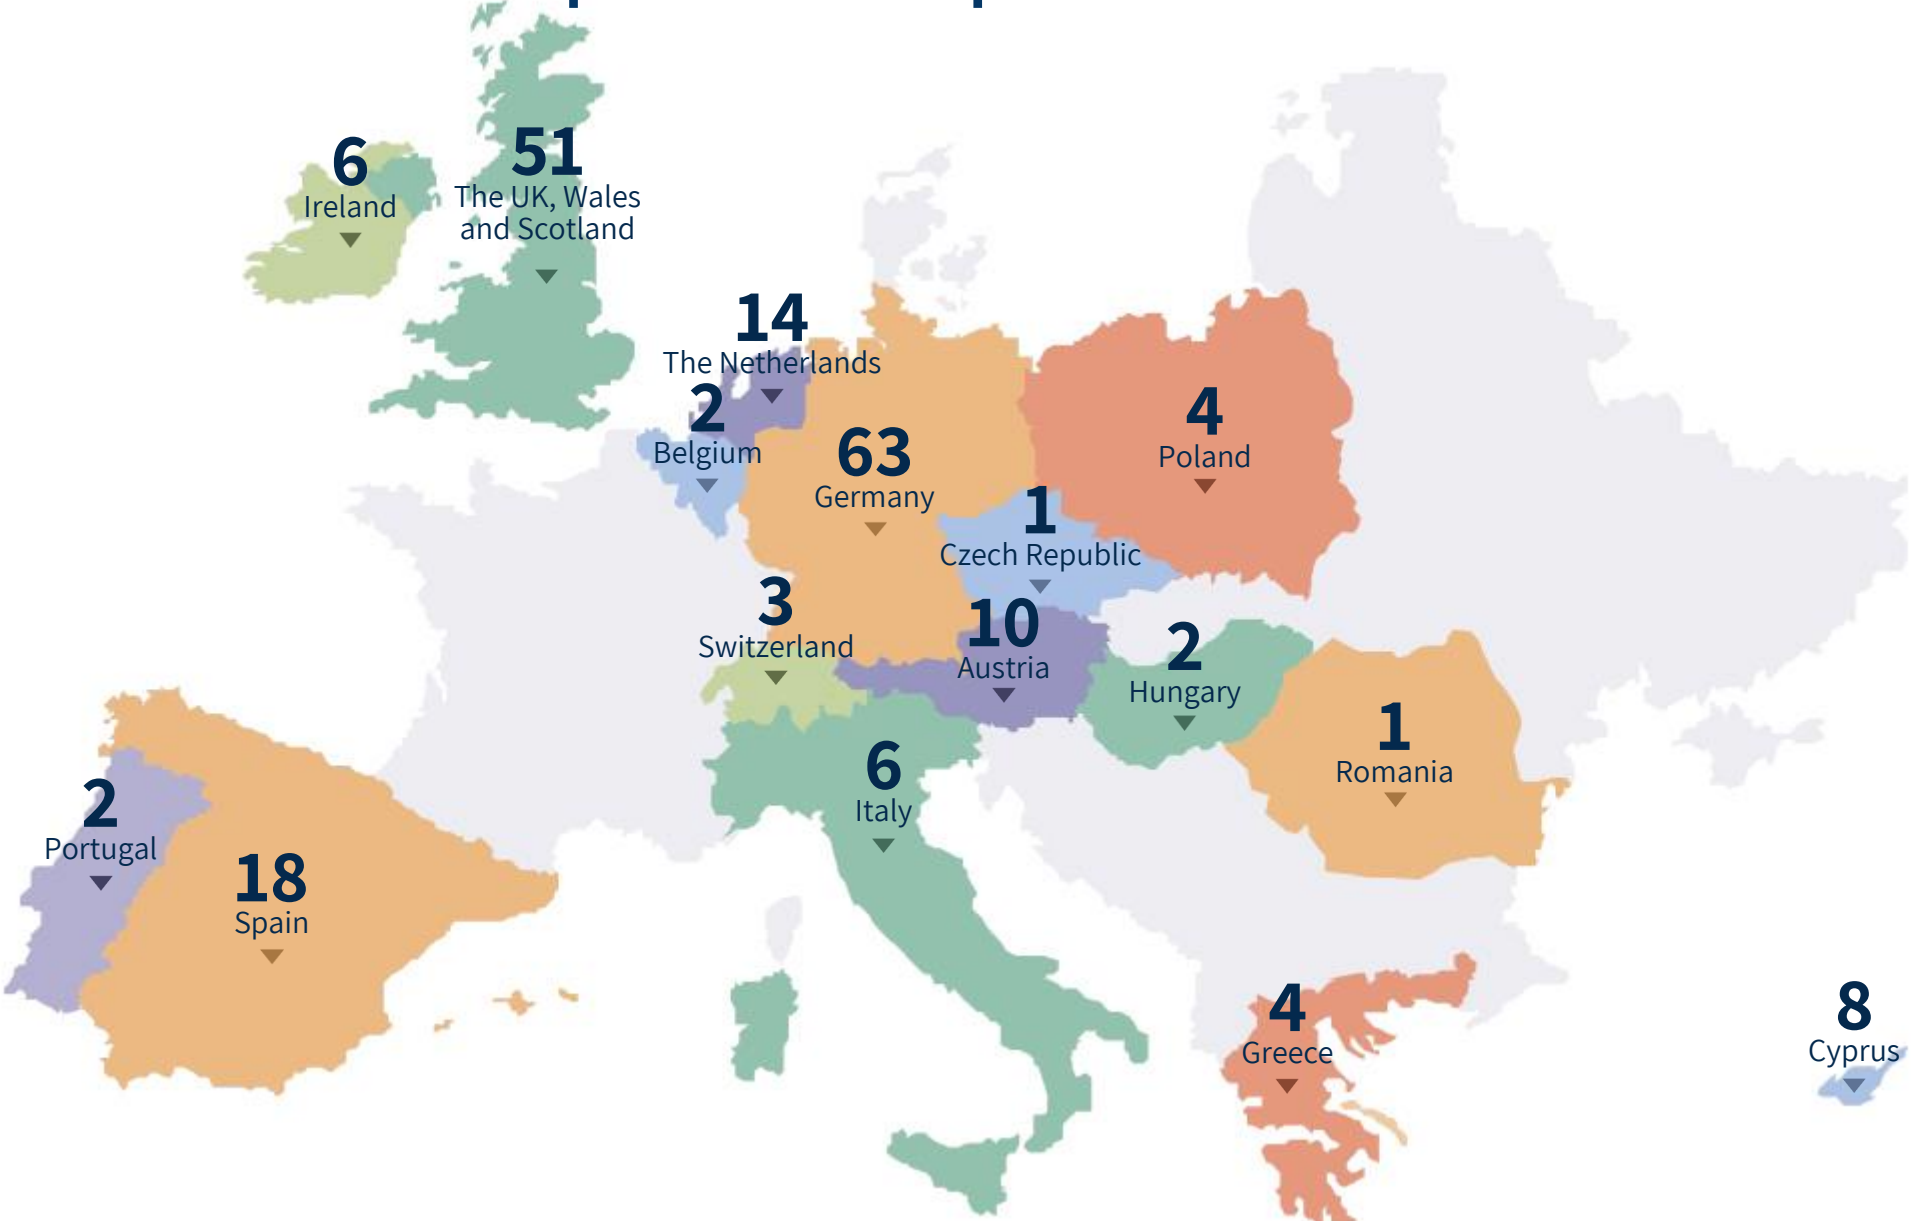 6
Ireland
51
The UK, Wales
and Scotland
14
The Netherlands
2
Belgium
63
Germany
4
Poland
1
Czech Republic
3
Switzerland
10
Austria
2
Hungary
1
Romania
6
Italy
2
Portugal
18
Spain
4
Greece
8
Cyprus